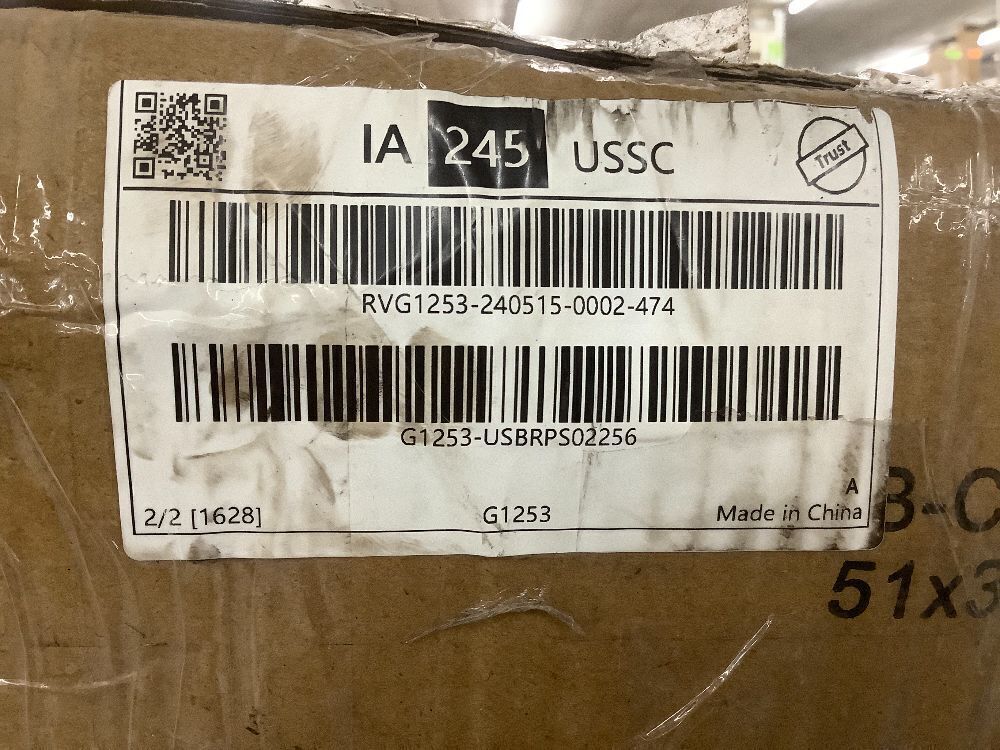 IA 245 USSC Trust
RVG1253-240515-0002-474
G1253-USBRPS02256
A
2/2 [1628] G1253 Made in China
51x3